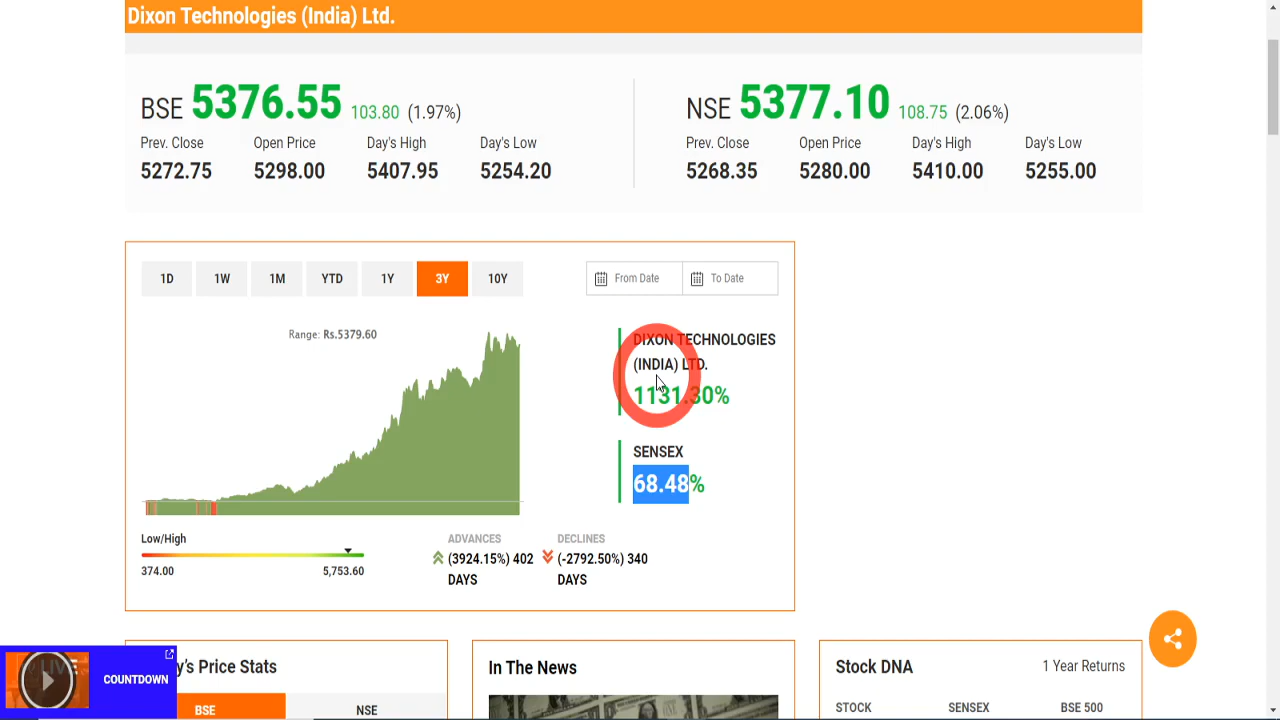 Dixon Technologies (India) Ltd.
BSE 5376.55 103.80 (1.97%)
Prev. Close Open Price Day's High Day's Low
5272.75 5298.00 5407.95 5254.20
NSE 5377.10 108.75 (2.06%)
Prev. Close Open Price Day's High Day's Low
5268.35 5280.00 5410.00 5255.00
1D 1W 1M YTD 1Y 3Y 10Y
From Date To Date
Range: Rs.5379.60
DIXON TECHNOLOGIES
(INDIA) LTD.
1131.30%
SENSEX
68.48%
Low/High
374.00 5,753.60
ADVANCES
(3924.15%) 402
DAYS
DECLINES
(-2792.50%) 340
DAYS
LIVE
COUNTDOWN
y's Price Stats
BSE NSE
In The News
Stock DNA 1 Year Returns
STOCK SENSEX BSE 500